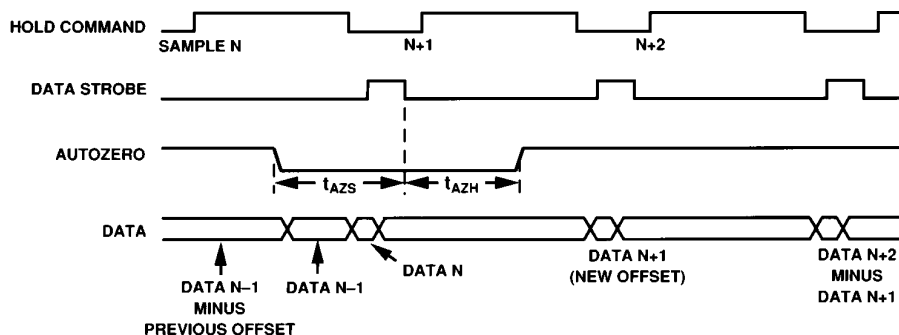 HOLD COMMAND
SAMPLE N
N+1
N+2
DATA STROBE
AUTOZERO
tAZS
tAZH
DATA
DATA N–1
MINUS
PREVIOUS OFFSET
DATA N–1
DATA N
DATA N+1
(NEW OFFSET)
DATA N+2
MINUS
DATA N+1